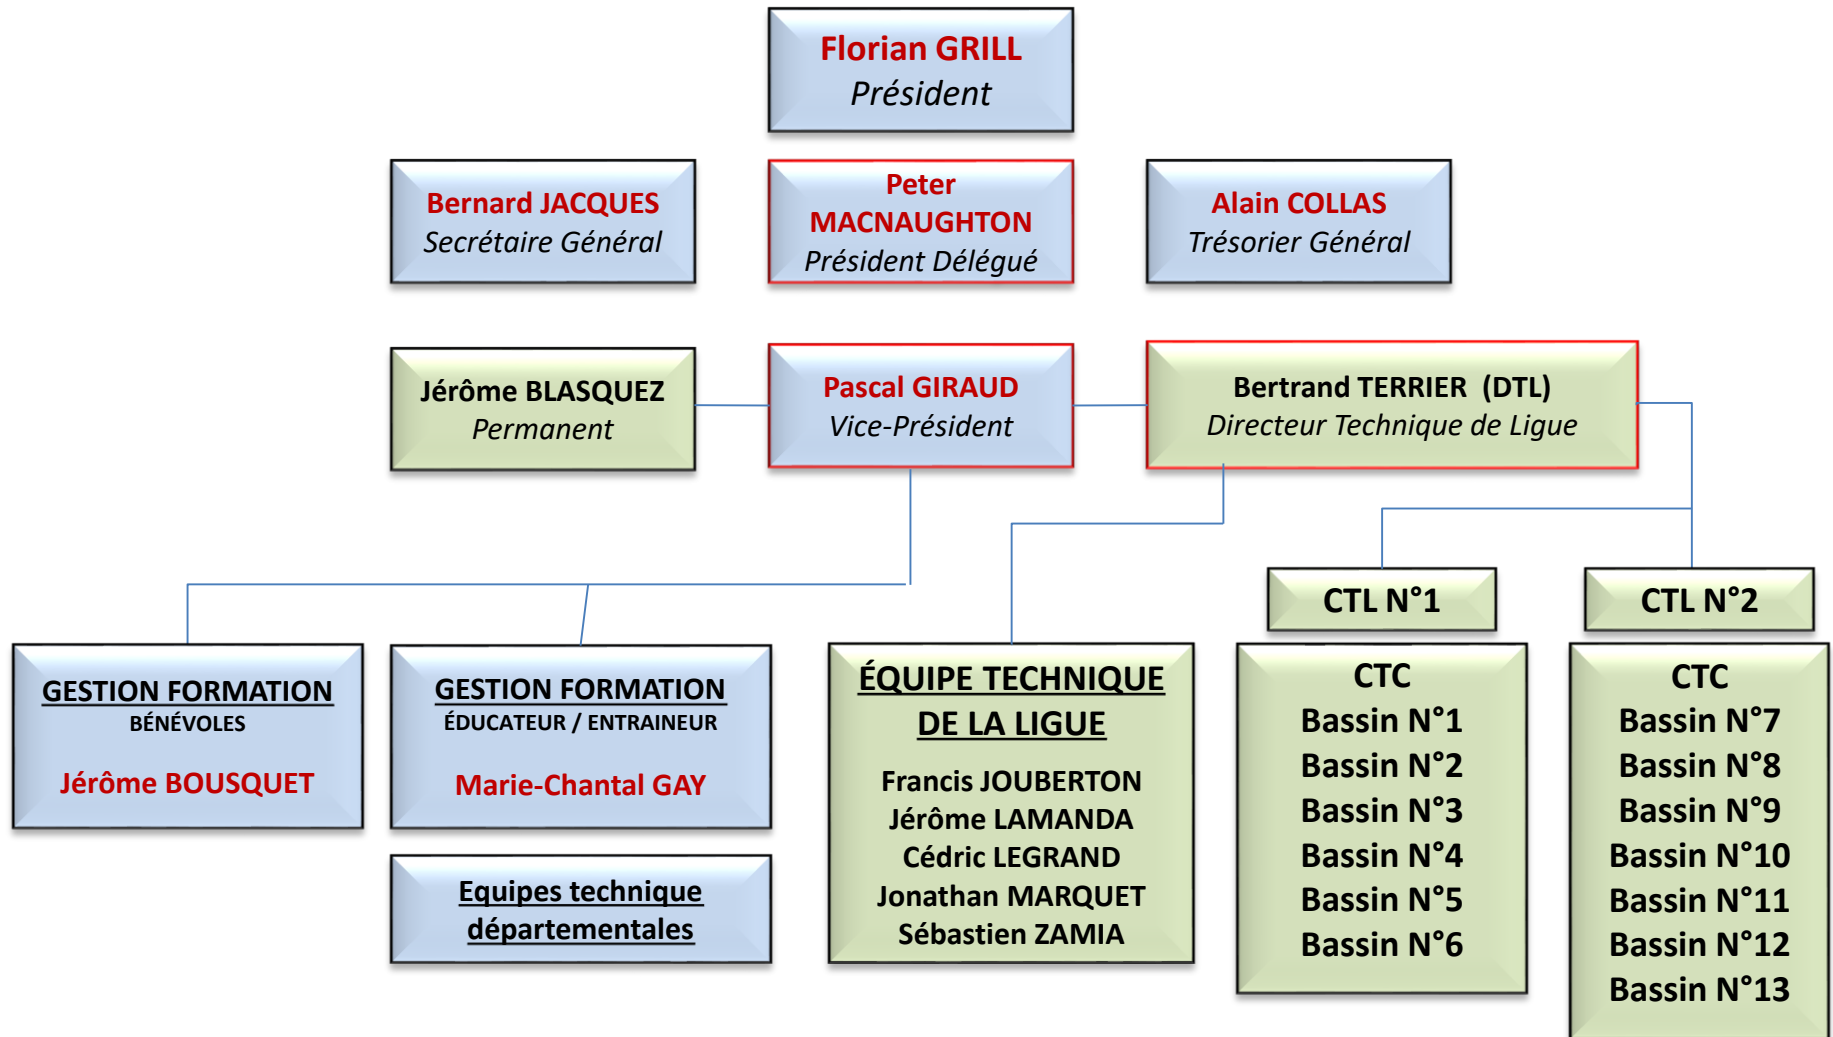 Florian GRILL
Président
Bernard JACQUES
Secrétaire Général
Peter
MACNAUGHTON
Président Délégué
Alain COLLAS
Trésorier Général
Jérôme BLASQUEZ
Permanent
Pascal GIRAUD
Vice-Président
Bertrand TERRIER (DTL)
Directeur Technique de Ligue
CTL N°1
CTL N°2
GESTION FORMATION
BÉNÉVOLES
Jérôme BOUSQUET
GESTION FORMATION
ÉDUCATEUR / ENTRAINEUR
Marie-Chantal GAY
Equipes technique
départementales
ÉQUIPE TECHNIQUE
DE LA LIGUE
Francis JOUBERTON
Jérôme LAMANDA
Cédric LEGRAND
Jonathan MARQUET
Sébastien ZAMIA
CTC
Bassin N°1
Bassin N°2
Bassin N°3
Bassin N°4
Bassin N°5
Bassin N°6
CTC
Bassin N°7
Bassin N°8
Bassin N°9
Bassin N°10
Bassin N°11
Bassin N°12
Bassin N°13